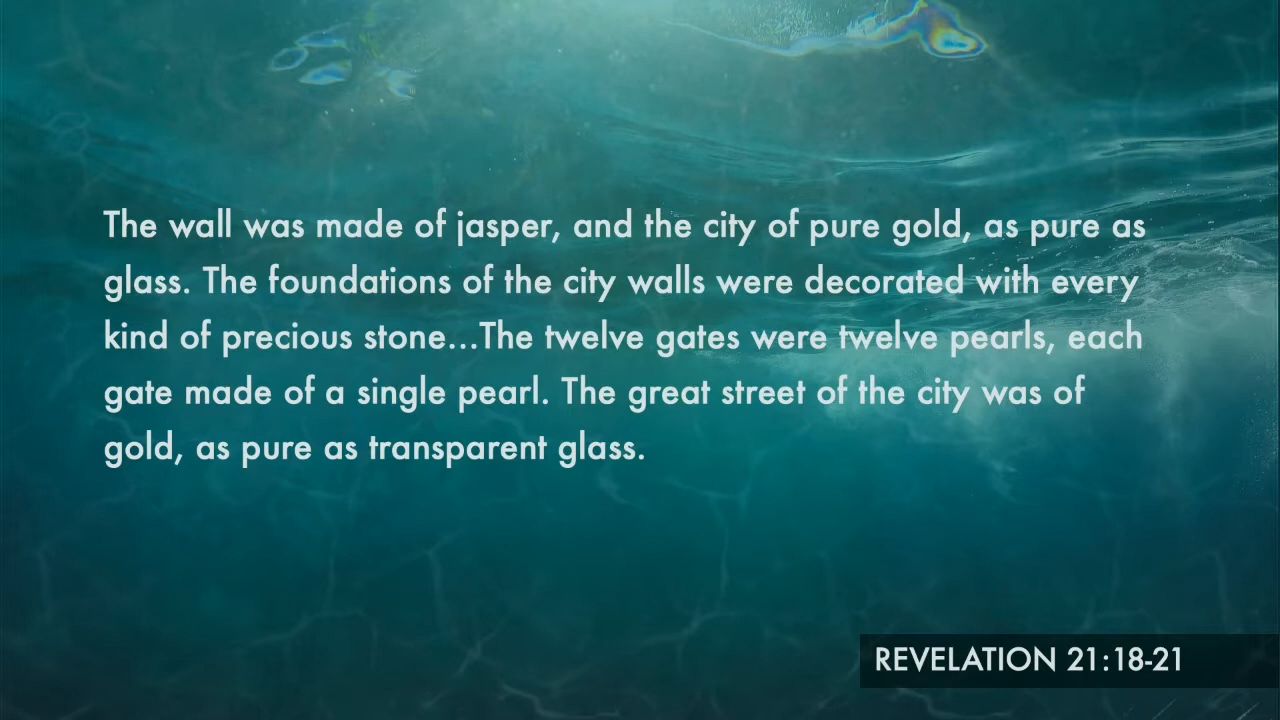 The wall was made of jasper, and the city of pure gold, as pure as
glass. The foundations of the city walls were decorated with every
kind of precious stone...The twelve gates were twelve pearls, each
gate made of a single pearl. The great street of the city was of
gold, as pure as transparent glass.
REVELATION 21:18-21